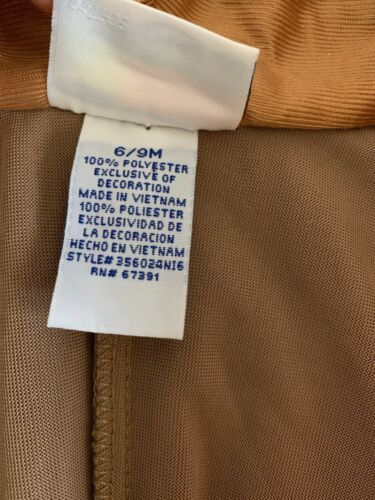 6/9M
100% POLYESTER
EXCLUSIVE OF
DECORATION
MADE IN VIETNAM
100% POLIESTER
EXCLUSIVIDAD DE
LA DECORACION
HECHO EN VIETNAM
STYLE# 356024NI6
RN# 67391